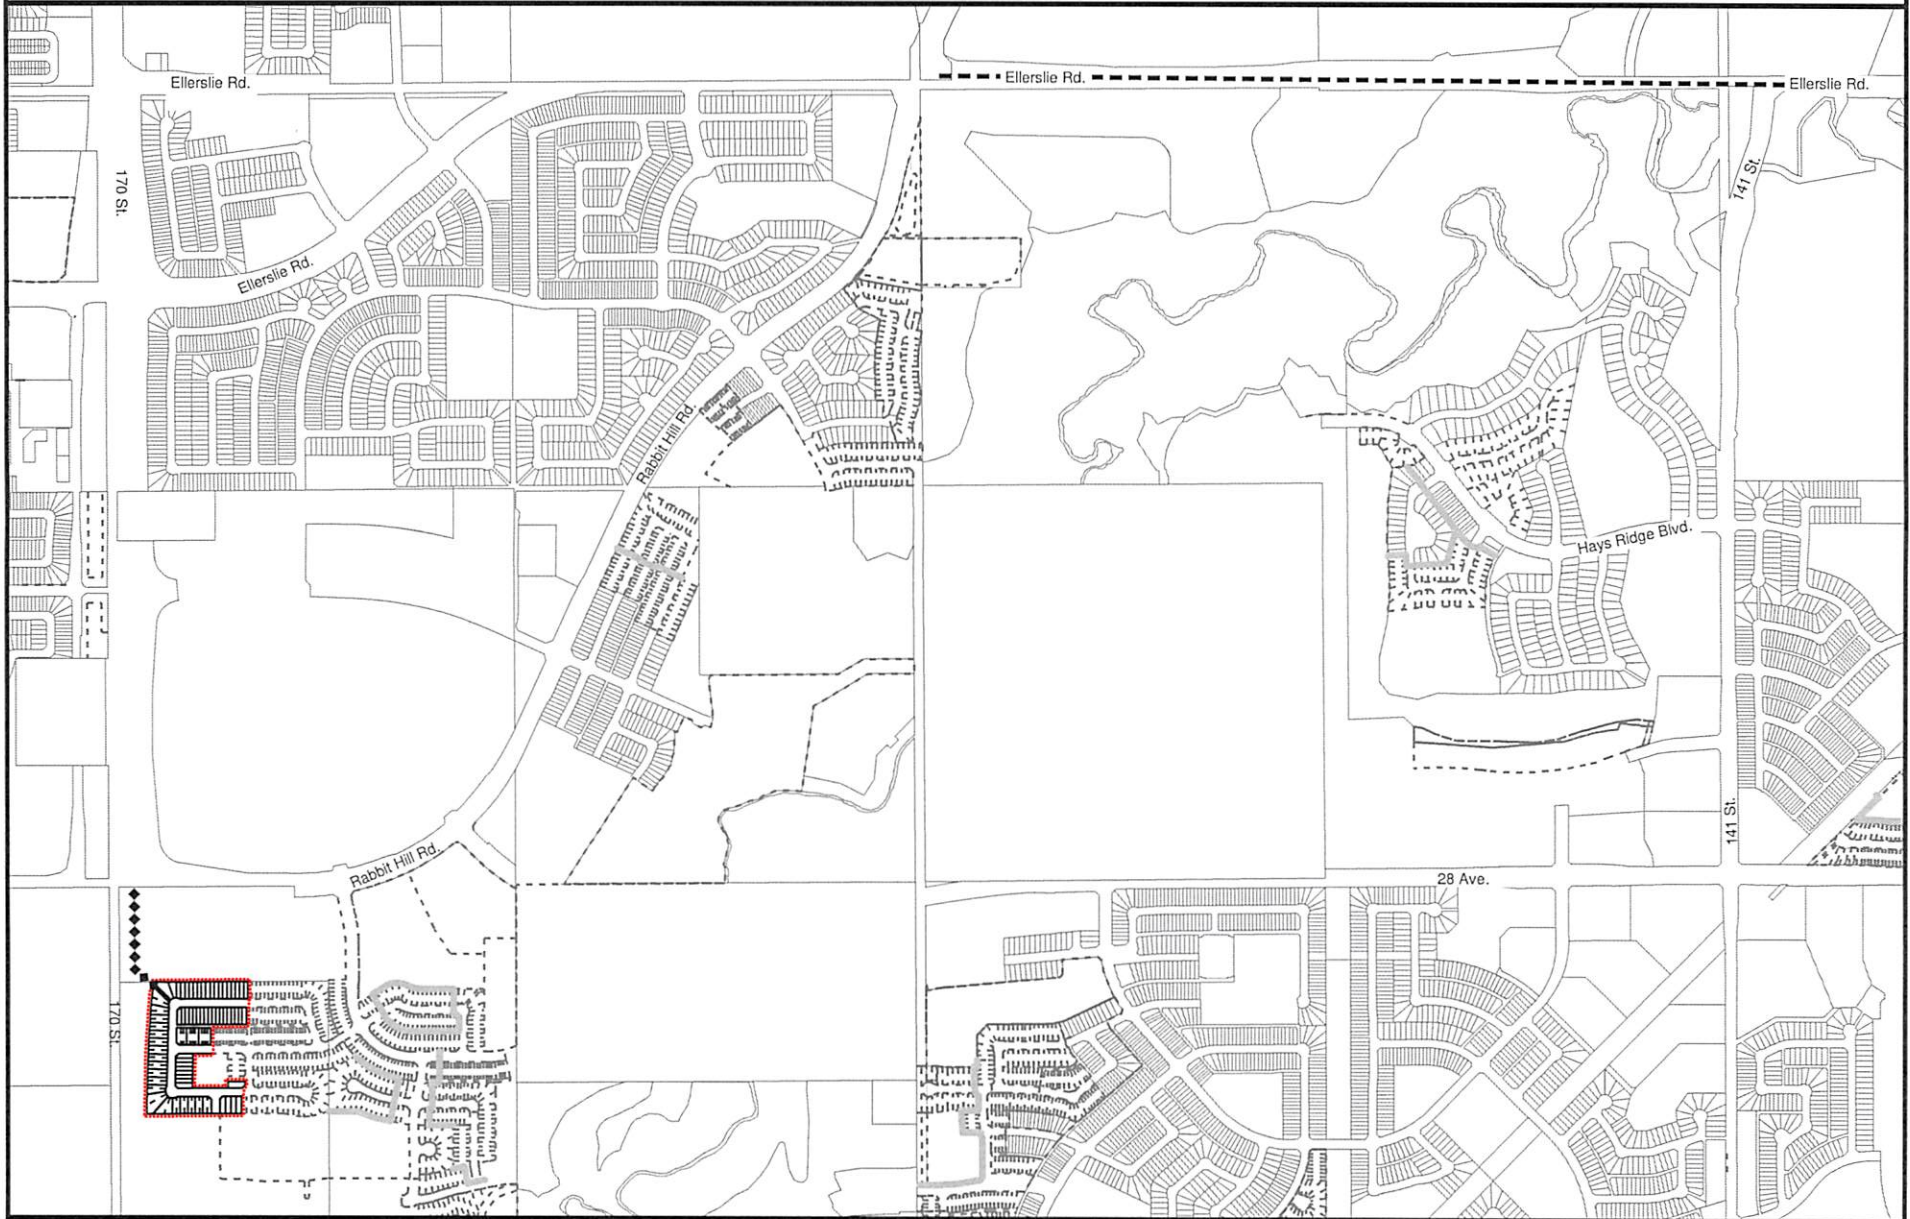 Ellerslie Rd.
Ellerslie Rd.
Ellerslie Rd.
170 St.
141 St.
Ellerslie Rd.
Rabbit Hill Rd.
Hays Ridge Blvd.
141 St.
Rabbit Hill Rd.
28 Ave.
170 St.